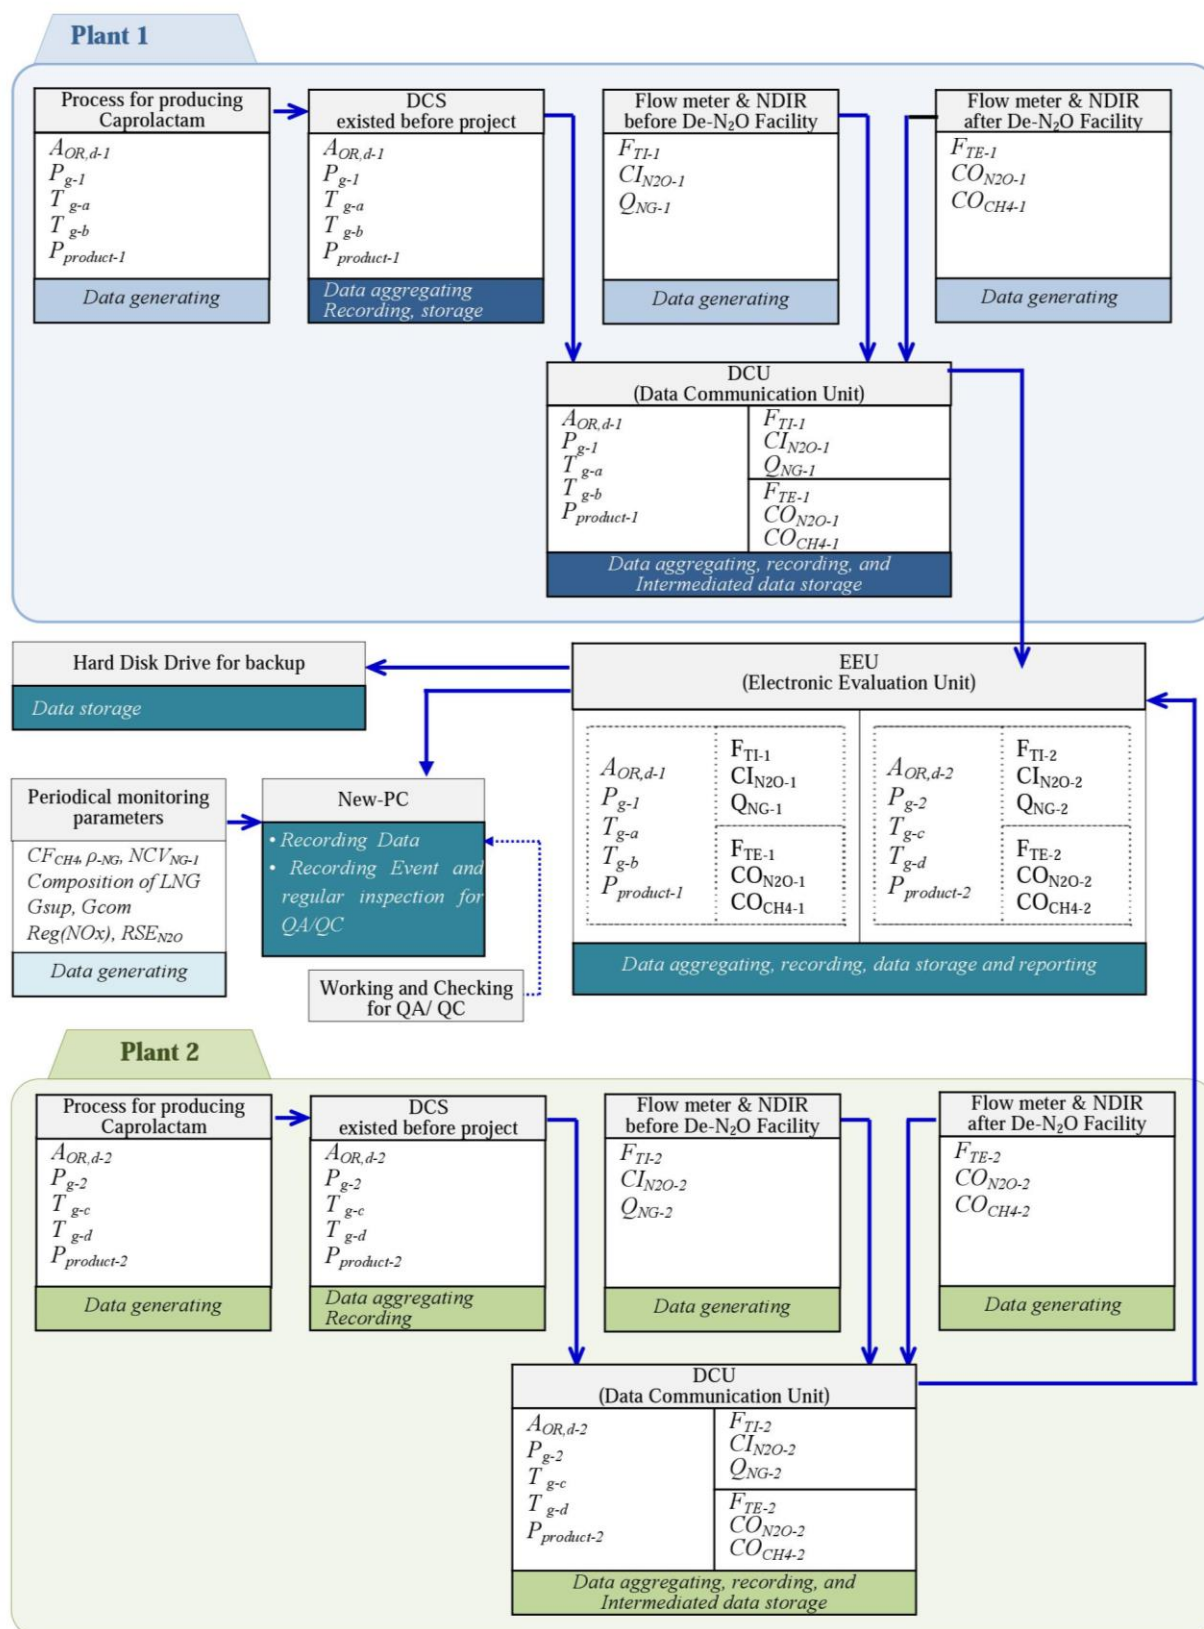 Plant 1
Process for producing
Caprolactam
A_OR,d-1
P_g-1
T_g-a
T_g-b
P_product-1
Data generating
DCS
existed before project
A_OR,d-1
P_g-1
T_g-a
T_g-b
P_product-1
Data aggregating
Recording, storage
Flow meter & NDIR
before De-N₂O Facility
F_TI-1
CI_N2O-1
Q_NG-1
Data generating
Flow meter & NDIR
after De-N₂O Facility
F_TE-1
CO_N2O-1
CO_CH4-1
Data generating
DCU
(Data Communication Unit)
A_OR,d-1
P_g-1
T_g-a
T_g-b
P_product-1
F_TI-1
CI_N2O-1
Q_NG-1
F_TE-1
CO_N2O-1
CO_CH4-1
Data aggregating, recording, and
Intermediated data storage
Hard Disk Drive for backup
Data storage
EEU
(Electronic Evaluation Unit)
A_OR,d-1
P_g-1
T_g-a
T_g-b
P_product-1
F_TI-1
CI_N2O-1
Q_NG-1
F_TE-1
CO_N2O-1
CO_CH4-1
A_OR,d-2
P_g-2
T_g-c
T_g-d
P_product-2
F_TI-2
CI_N2O-2
Q_NG-2
F_TE-2
CO_N2O-2
CO_CH4-2
Data aggregating, recording, data storage and reporting
Periodical monitoring
parameters
CF_CH4, ρ-NG, NCV_NG-1
Composition of LNG
Gsup, Gcom
Reg(NOx), RSE_N2O
Data generating
New-PC
• Recording Data
• Recording Event and
regular inspection for
QA/QC
Working and Checking
for QA/ QC
Plant 2
Process for producing
Caprolactam
A_OR,d-2
P_g-2
T_g-c
T_g-d
P_product-2
Data generating
DCS
existed before project
A_OR,d-2
P_g-2
T_g-c
T_g-d
P_product-2
Data aggregating
Recording
Flow meter & NDIR
before De-N₂O Facility
F_TI-2
CI_N2O-2
Q_NG-2
Data generating
Flow meter & NDIR
after De-N₂O Facility
F_TE-2
CO_N2O-2
CO_CH4-2
Data generating
DCU
(Data Communication Unit)
A_OR,d-2
P_g-2
T_g-c
T_g-d
P_product-2
F_TI-2
CI_N2O-2
Q_NG-2
F_TE-2
CO_N2O-2
CO_CH4-2
Data aggregating, recording, and
Intermediated data storage